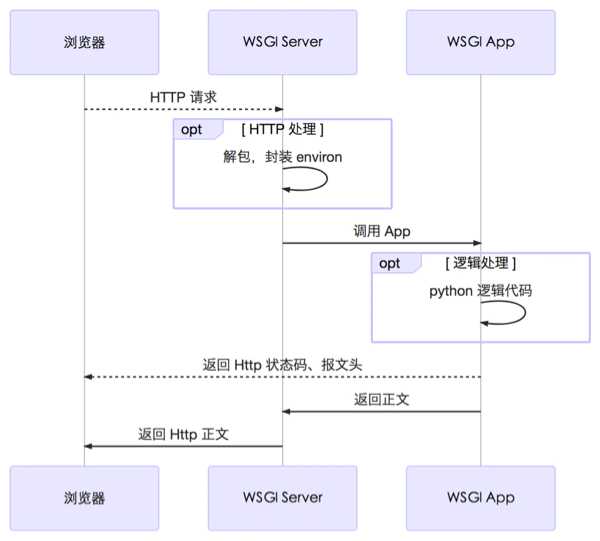 浏览器 WSGI Server WSGI App
HTTP 请求
opt [ HTTP 处理 ]
解包，封装 environ
调用 App
opt [ 逻辑处理 ]
python 逻辑代码
返回 Http 状态码、报文头
返回正文
返回 Http 正文
浏览器 WSGI Server WSGI App